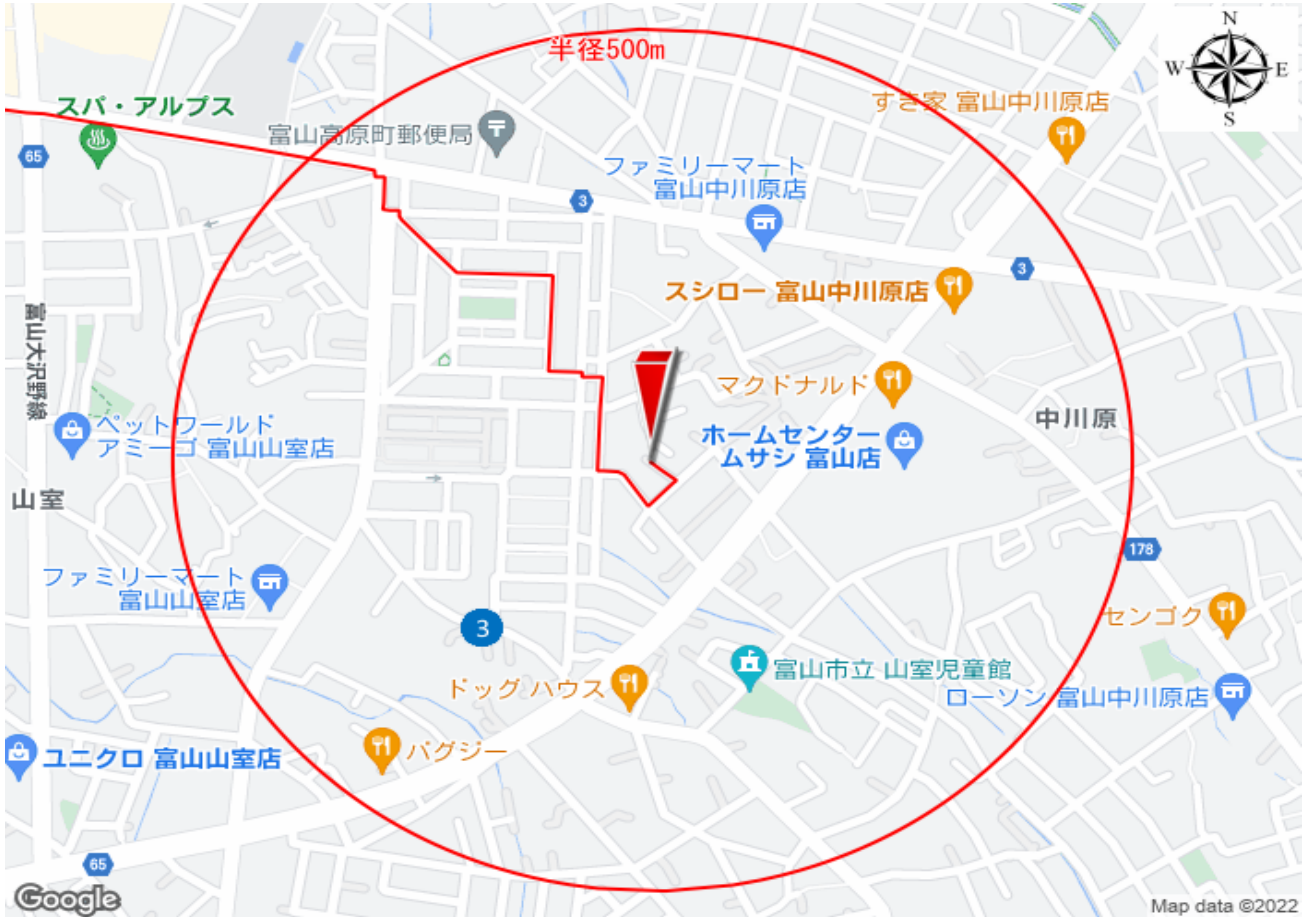 半径500m
N
W
E
S
スパ・アルプス
すき家 富山中川原店
富山高原町郵便局
65
ファミリーマート
富山中川原店
3
3
スシロー 富山中川原店
富山大沢野線
マクドナルド
ペットワールド
アミーゴ 富山山室店
ホームセンター
ムサシ 富山店
中川原
山室
178
ファミリーマート
富山山室店
センゴク
3
富山市立 山室児童館
ドッグ ハウス
ローソン 富山中川原店
パグジー
ユニクロ 富山山室店
65
Google
Map data ©2022